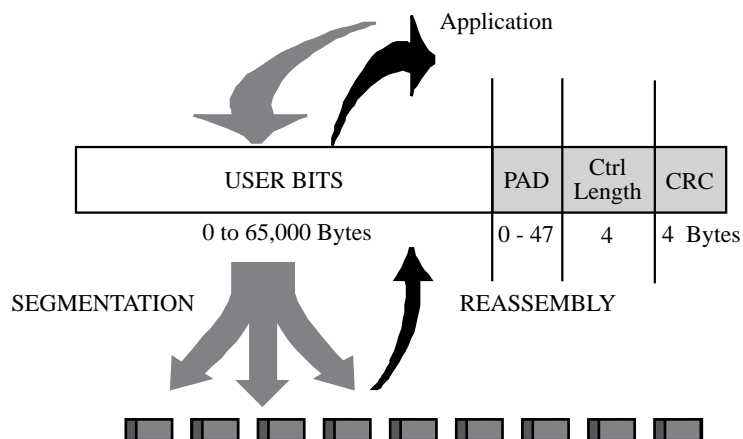 Application
USER BITS
PAD
Ctrl
Length
CRC
0 to 65,000 Bytes
0 - 47
4
4 Bytes
SEGMENTATION
REASSEMBLY